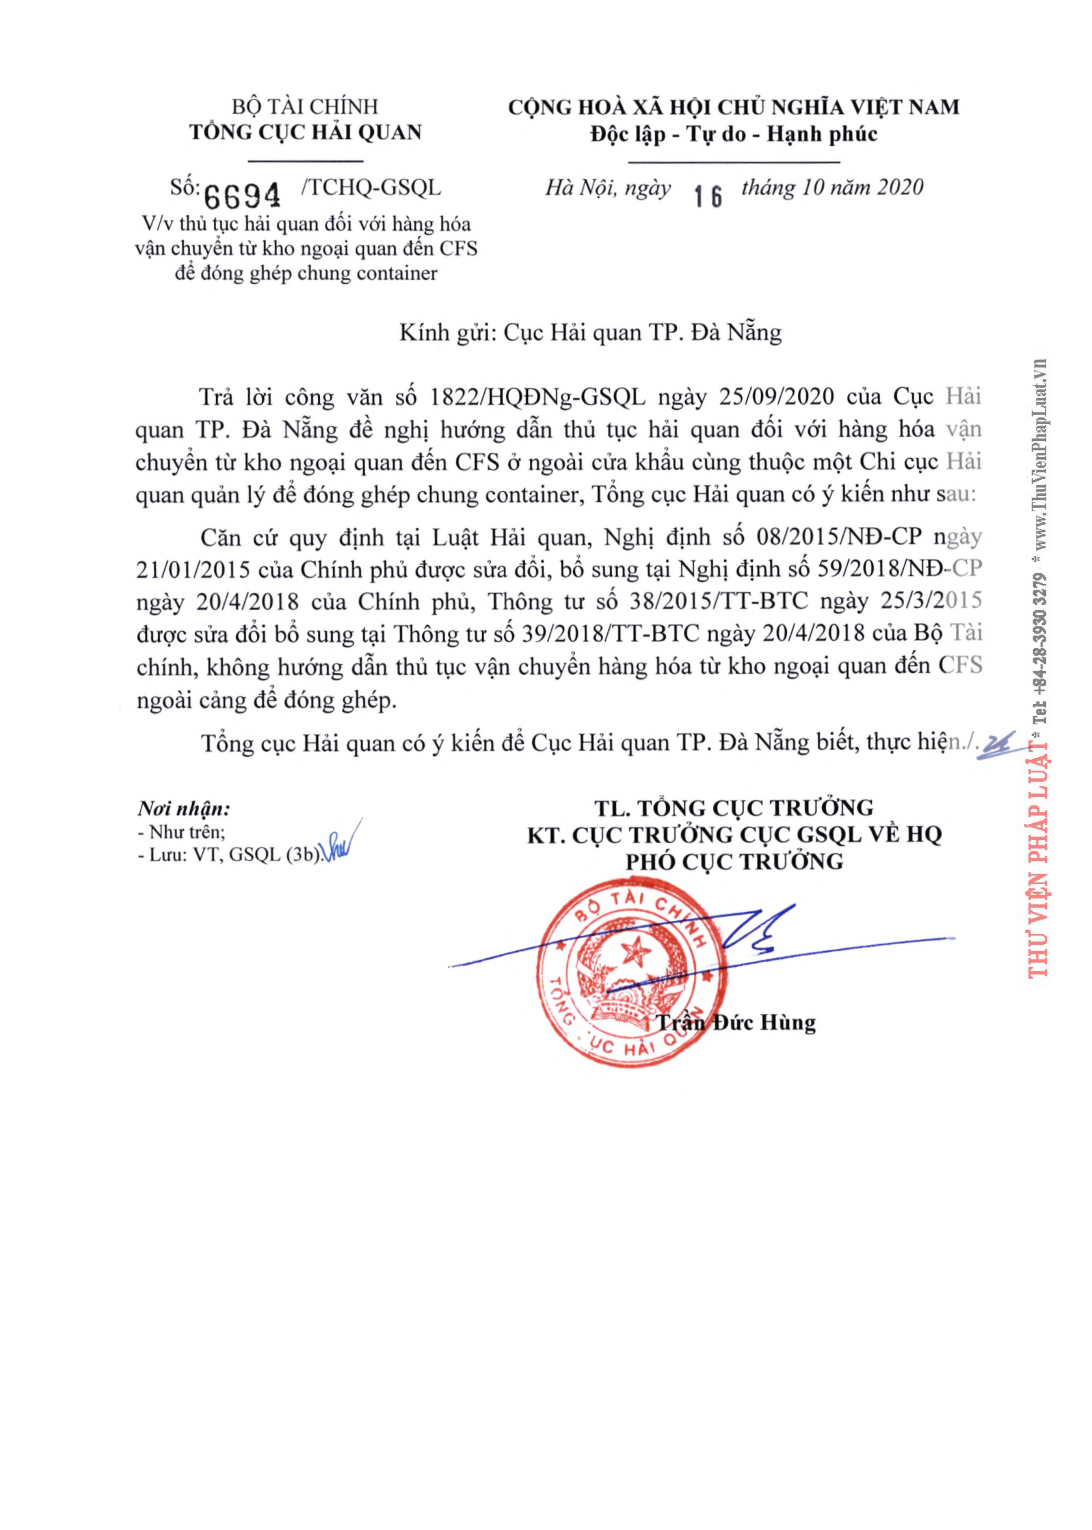 BỘ TÀI CHÍNH
TỔNG CỤC HẢI QUAN
CỘNG HOÀ XÃ HỘI CHỦ NGHĨA VIỆT NAM
Độc lập - Tự do - Hạnh phúc
Số: 6694 /TCHQ-GSQL
Hà Nội, ngày 16 tháng 10 năm 2020
V/v thủ tục hải quan đối với hàng hóa
vận chuyển từ kho ngoại quan đến CFS
để đóng ghép chung container
Kính gửi: Cục Hải quan TP. Đà Nẵng
Trả lời công văn số 1822/HQĐNg-GSQL ngày 25/09/2020 của Cục Hải
quan TP. Đà Nẵng đề nghị hướng dẫn thủ tục hải quan đối với hàng hóa vận
chuyển từ kho ngoại quan đến CFS ở ngoài cửa khẩu cùng thuộc một Chi cục Hải
quan quản lý để đóng ghép chung container, Tổng cục Hải quan có ý kiến như sau:
Căn cứ quy định tại Luật Hải quan, Nghị định số 08/2015/NĐ-CP ngày
21/01/2015 của Chính phủ được sửa đổi, bổ sung tại Nghị định số 59/2018/NĐ-CP
ngày 20/4/2018 của Chính phủ, Thông tư số 38/2015/TT-BTC ngày 25/3/2015
được sửa đổi bổ sung tại Thông tư số 39/2018/TT-BTC ngày 20/4/2018 của Bộ Tài
chính, không hướng dẫn thủ tục vận chuyển hàng hóa từ kho ngoại quan đến CFS
ngoài cảng để đóng ghép.
Tổng cục Hải quan có ý kiến để Cục Hải quan TP. Đà Nẵng biết, thực hiện./.
Nơi nhận:
- Như trên;
- Lưu: VT, GSQL (3b).
TL. TỔNG CỤC TRƯỞNG
KT. CỤC TRƯỞNG CỤC GSQL VỀ HQ
PHÓ CỤC TRƯỞNG
BỘ TÀI CHÍNH
TỔNG CỤC HẢI QUAN
Trần Đức Hùng
THƯ VIỆN PHÁP LUẬT * Tel: +84-28-3930 3279 * www.ThuVienPhapLuat.vn